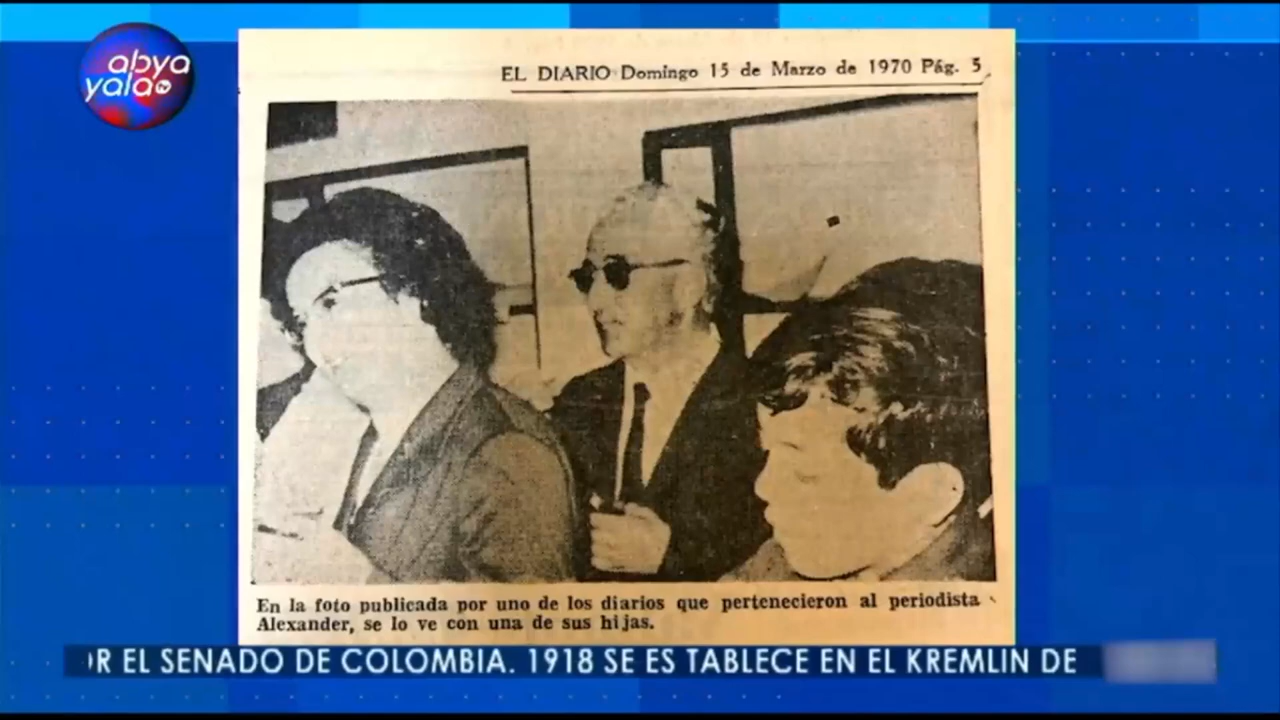 abya
yala tv
EL DIARIO Domingo 15 de Marzo de 1970 Pág. 5
En la foto publicada por uno de los diarios que pertenecieron al periodista
Alexander, se lo ve con una de sus hijas.
R EL SENADO DE COLOMBIA. 1918 SE ES TABLECE EN EL KREMLIN DE